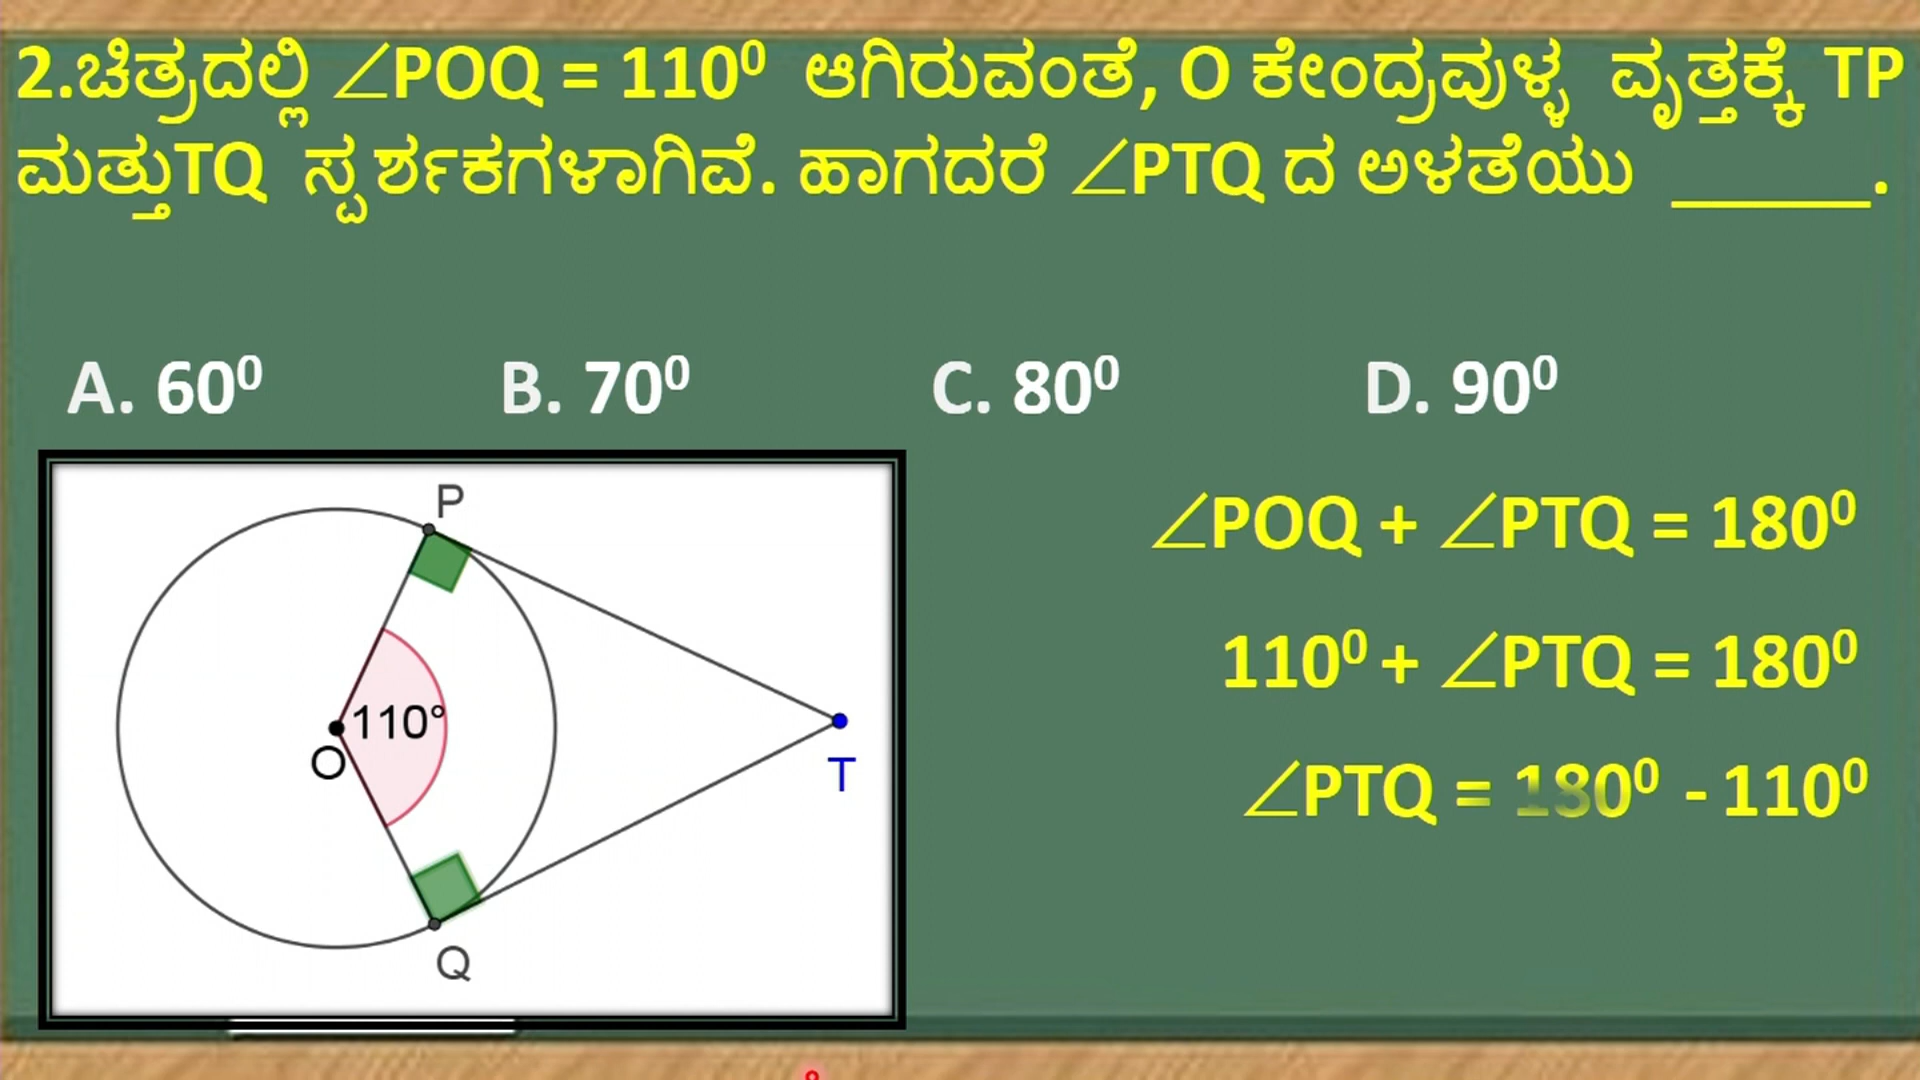 2.ಚಿತ್ರದಲ್ಲಿ ∠POQ = 110⁰ ಆಗಿರುವಂತೆ, O ಕೇಂದ್ರವುಳ್ಳ ವೃತ್ತಕ್ಕೆ TP
ಮತ್ತುTQ ಸ್ಪರ್ಶಕಗಳಾಗಿವೆ. ಹಾಗದರೆ ∠PTQ ದ ಅಳತೆಯು ______.
A. 60⁰ B. 70⁰ C. 80⁰ D. 90⁰
P
110°
O
T
Q
∠POQ + ∠PTQ = 180⁰
110⁰ + ∠PTQ = 180⁰
∠PTQ = 180⁰ - 110⁰